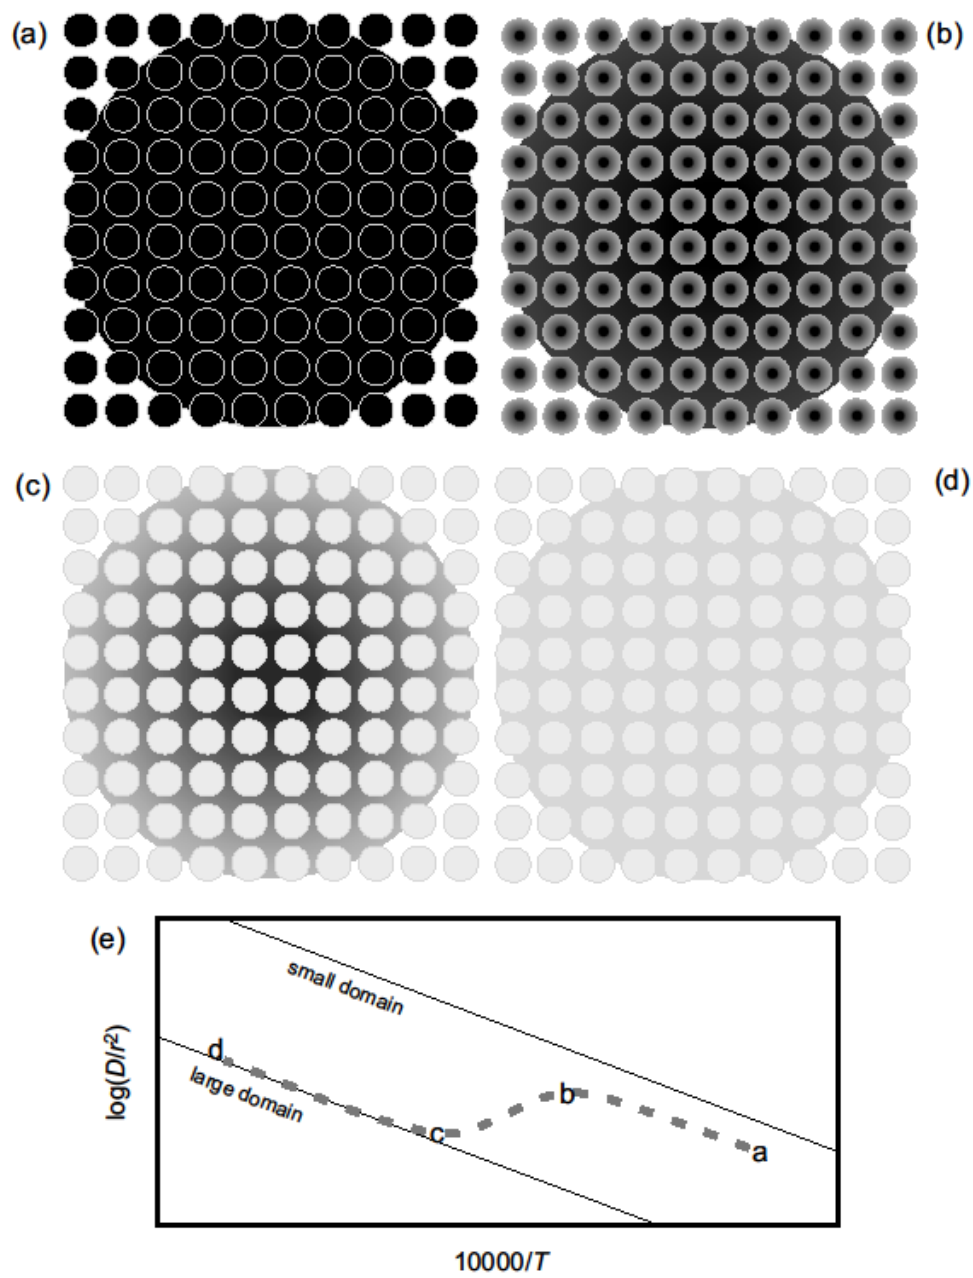 (a)
(b)
(c)
(d)
(e)
small domain
large domain
d
c
b
a
log(D/r²)
10000/T